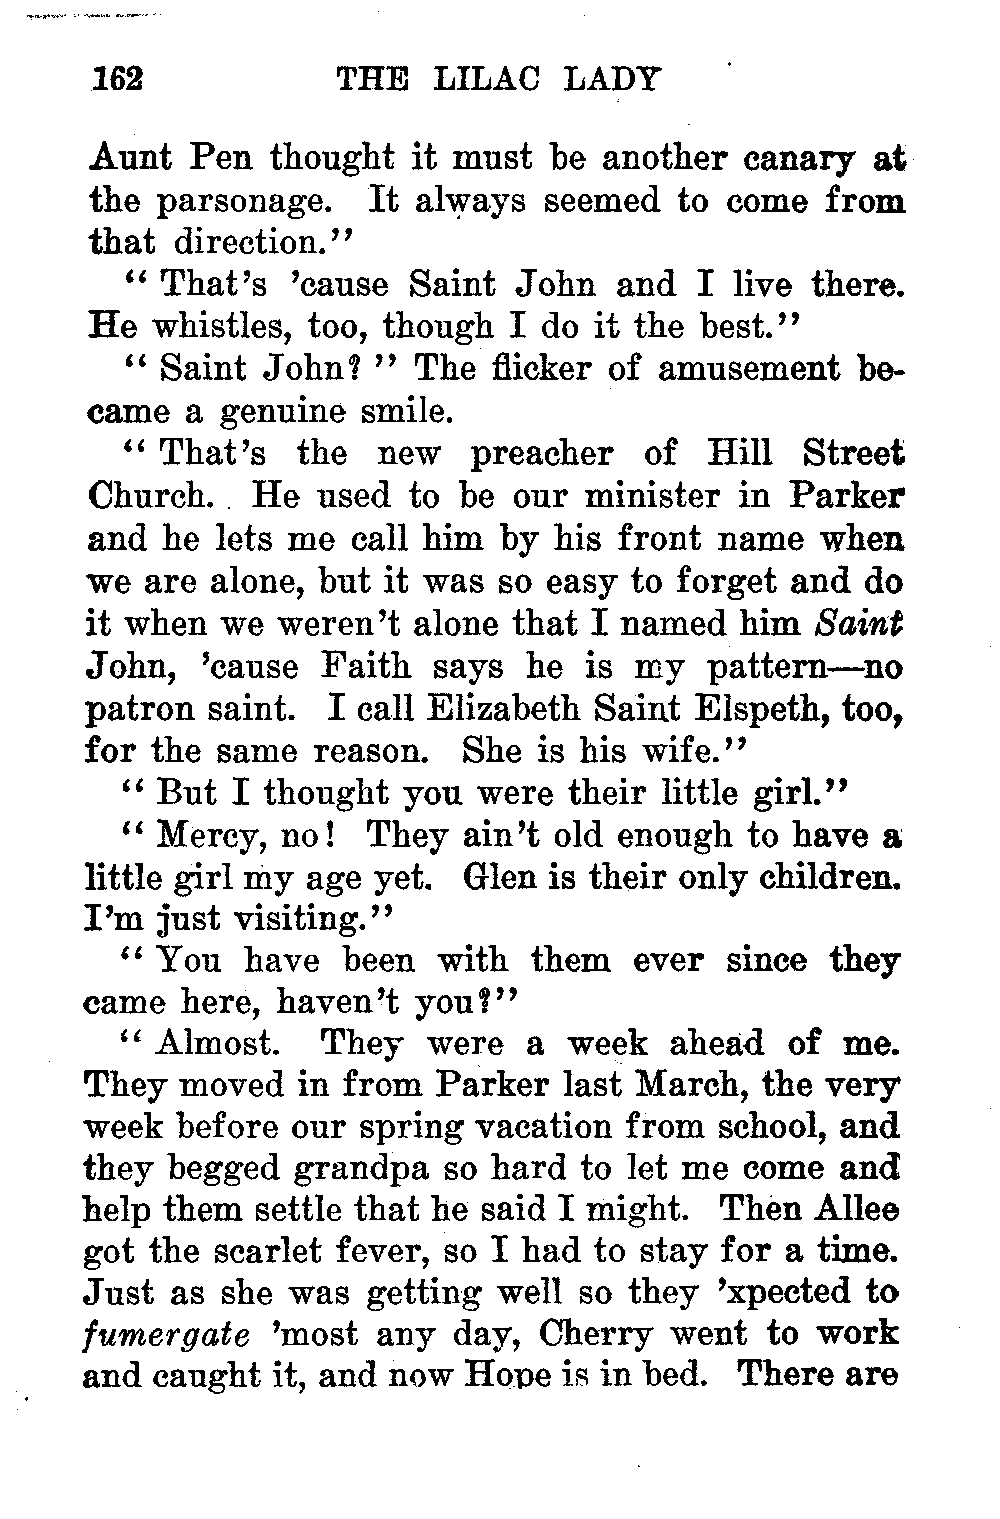 162 THE LILAC LADY
Aunt Pen thought it must be another canary at
the parsonage. It always seemed to come from
that direction."
" That's 'cause Saint John and I live there.
He whistles, too, though I do it the best."
" Saint John? " The flicker of amusement be-
came a genuine smile.
" That's the new preacher of Hill Street
Church. He used to be our minister in Parker
and he lets me call him by his front name when
we are alone, but it was so easy to forget and do
it when we weren't alone that I named him Saint
John, 'cause Faith says he is my pattern—no
patron saint. I call Elizabeth Saint Elspeth, too,
for the same reason. She is his wife."
" But I thought you were their little girl."
" Mercy, no! They ain't old enough to have a
little girl my age yet. Glen is their only children.
I'm just visiting."
" You have been with them ever since they
came here, haven't you?"
" Almost. They were a week ahead of me.
They moved in from Parker last March, the very
week before our spring vacation from school, and
they begged grandpa so hard to let me come and
help them settle that he said I might. Then Allee
got the scarlet fever, so I had to stay for a time.
Just as she was getting well so they 'xpected to
fumergate 'most any day, Cherry went to work
and caught it, and now Hope is in bed. There are